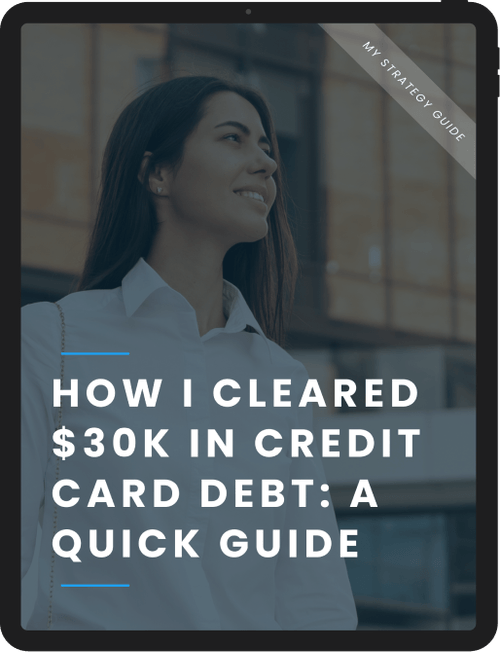 MY STRATEGY GUIDE
HOW I CLEARED
$30K IN CREDIT
CARD DEBT: A
QUICK GUIDE